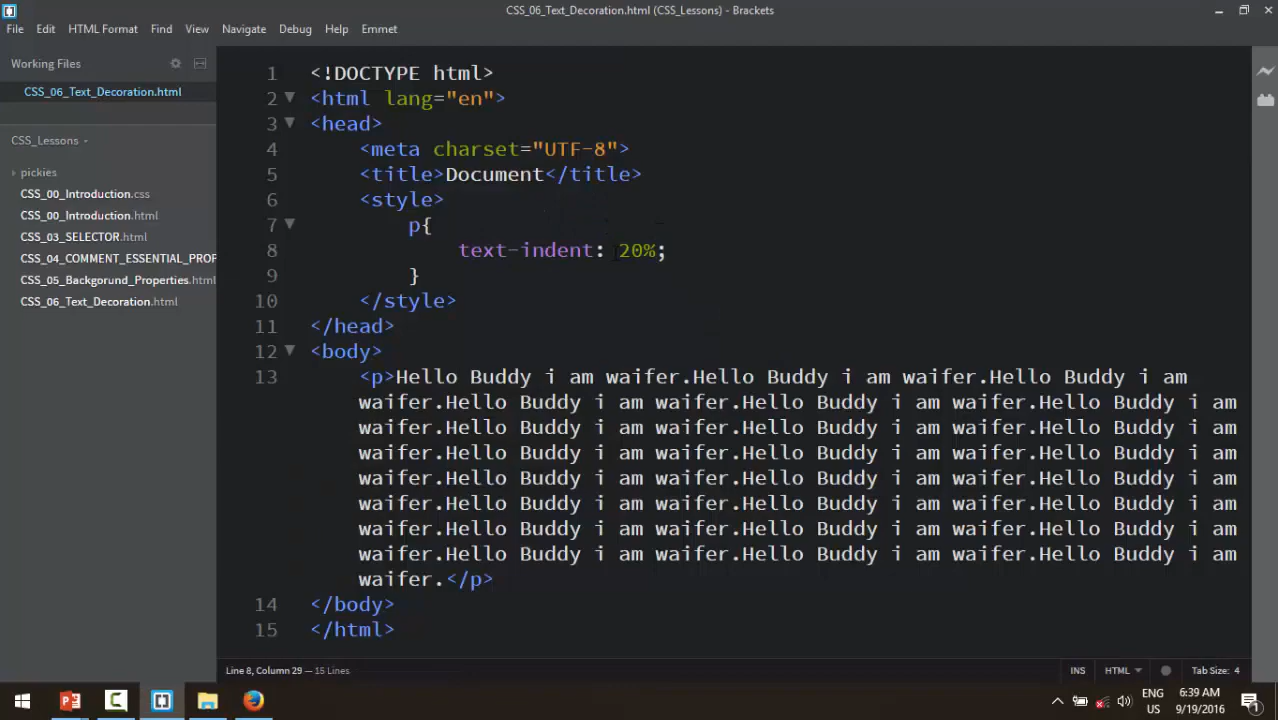 CSS_06_Text_Decoration.html (CSS_Lessons) - Brackets
File Edit HTML Format Find View Navigate Debug Help Emmet
Working Files
CSS_06_Text_Decoration.html
CSS_Lessons
pickies
CSS_00_Introduction.css
CSS_00_Introduction.html
CSS_03_SELECTOR.html
CSS_04_COMMENT_ESSENTIAL_PROF
CSS_05_Backgorund_Properties.html
CSS_06_Text_Decoration.html
1 <!DOCTYPE html>
2 <html lang="en">
3 <head>
4 <meta charset="UTF-8">
5 <title>Document</title>
6 <style>
7 p{
8 text-indent: 20%;
9 }
10 </style>
11 </head>
12 <body>
13 <p>Hello Buddy i am waifer.Hello Buddy i am waifer.Hello Buddy i am
waifer.Hello Buddy i am waifer.Hello Buddy i am waifer.Hello Buddy i am
waifer.Hello Buddy i am waifer.Hello Buddy i am waifer.Hello Buddy i am
waifer.Hello Buddy i am waifer.Hello Buddy i am waifer.Hello Buddy i am
waifer.Hello Buddy i am waifer.Hello Buddy i am waifer.Hello Buddy i am
waifer.Hello Buddy i am waifer.Hello Buddy i am waifer.Hello Buddy i am
waifer.Hello Buddy i am waifer.Hello Buddy i am waifer.Hello Buddy i am
waifer.Hello Buddy i am waifer.Hello Buddy i am waifer.Hello Buddy i am
waifer.</p>
14 </body>
15 </html>
Line 8, Column 29 — 15 Lines
INS HTML Tab Size: 4
ENG
US
6:39 AM
9/19/2016
1